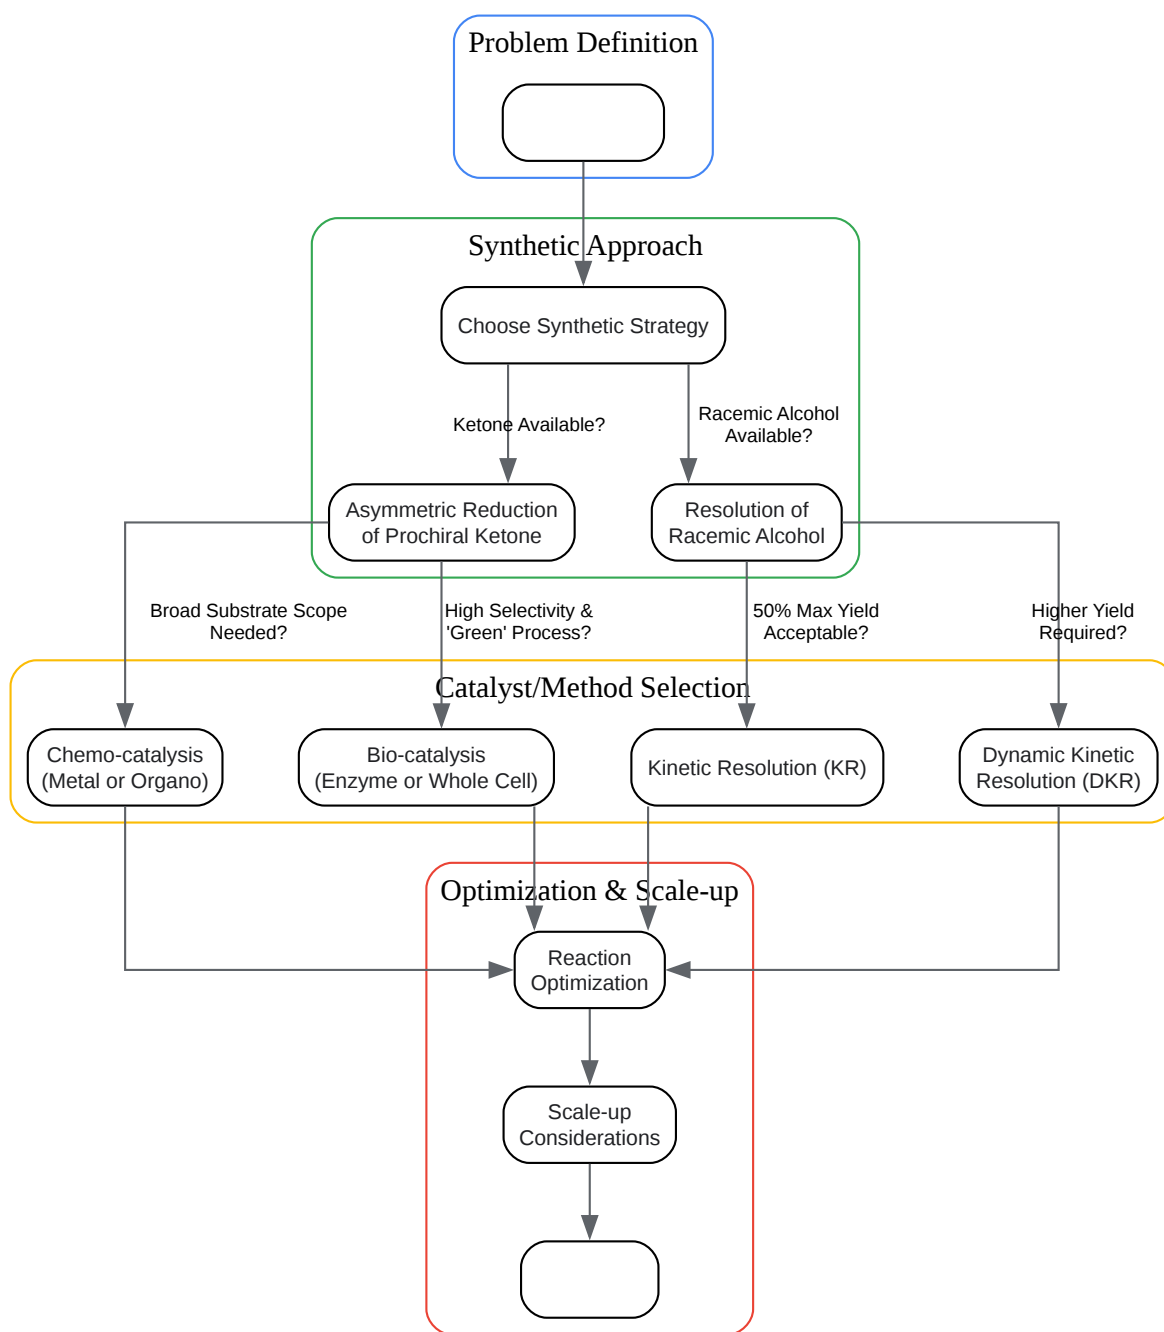 Problem Definition
Synthetic Approach
Choose Synthetic Strategy
Ketone Available?
Racemic Alcohol
Available?
Asymmetric Reduction
of Prochiral Ketone
Resolution of
Racemic Alcohol
Broad Substrate Scope
Needed?
High Selectivity &
'Green' Process?
50% Max Yield
Acceptable?
Higher Yield
Required?
Catalyst/Method Selection
Chemo-catalysis
(Metal or Organo)
Bio-catalysis
(Enzyme or Whole Cell)
Kinetic Resolution (KR)
Dynamic Kinetic
Resolution (DKR)
Optimization & Scale-up
Reaction
Optimization
Scale-up
Considerations